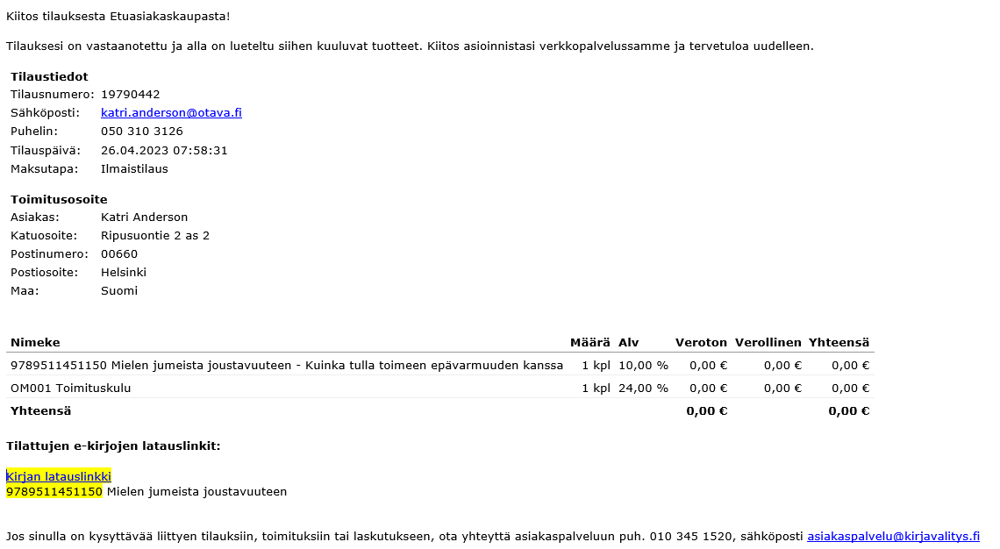 Kiitos tilauksesta Etuasiakaskaupasta!
Tilauksesi on vastaanotettu ja alla on lueteltu siihen kuuluvat tuotteet. Kiitos asioinnistasi verkkopalvelussamme ja tervetuloa uudelleen.
Tilaustiedot
Tilausnumero: 19790442
Sähköposti: katri.anderson@otava.fi
Puhelin: 050 310 3126
Tilauspäivä: 26.04.2023 07:58:31
Maksutapa: Ilmaistilaus
Toimitusosoite
Asiakas: Katri Anderson
Katuosoite: Ripusuontie 2 as 2
Postinumero: 00660
Postiosoite: Helsinki
Maa: Suomi
Nimeke Määrä Alv Veroton Verollinen Yhteensä
9789511451150 Mielen jumeista joustavuuteen - Kuinka tulla toimeen epävarmuuden kanssa 1 kpl 10,00 % 0,00 € 0,00 € 0,00 €
OM001 Toimituskulu 1 kpl 24,00 % 0,00 € 0,00 € 0,00 €
Yhteensä 0,00 € 0,00 €
Tilattujen e-kirjojen latauslinkit:
Kirjan latauslinkki
9789511451150 Mielen jumeista joustavuuteen
Jos sinulla on kysyttävää liittyen tilauksiin, toimituksiin tai laskutukseen, ota yhteyttä asiakaspalveluun puh. 010 345 1520, sähköposti asiakaspalvelu@kirjavalitys.fi